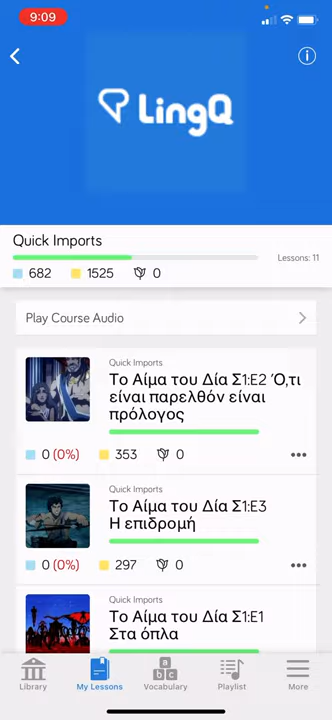 9:09
LingQ
Quick Imports
Lessons: 11
682 1525 0
Play Course Audio
Quick Imports
Το Αίμα του Δία Σ1:Ε2 Ό,τι
είναι παρελθόν είναι
πρόλογος
0 (0%) 353 0
Quick Imports
Το Αίμα του Δία Σ1:Ε3
Η επιδρομή
0 (0%) 297 0
Quick Imports
Το Αίμα του Δία Σ1:Ε1
Στα όπλα
a b c
Library My Lessons Vocabulary Playlist More